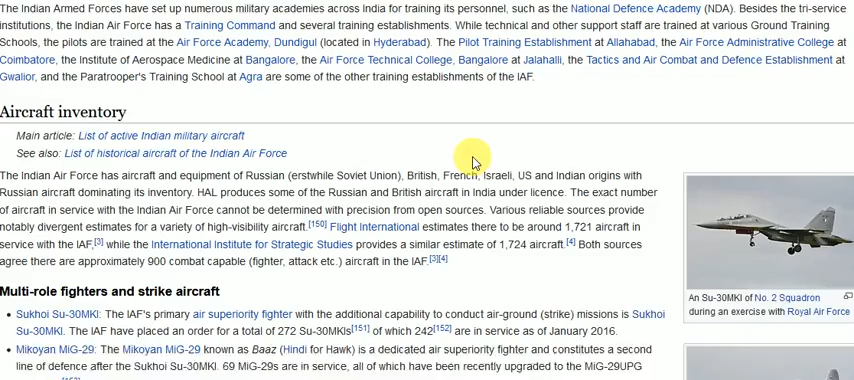 The Indian Armed Forces have set up numerous military academies across India for training its personnel, such as the National Defence Academy (NDA). Besides the tri-service
institutions, the Indian Air Force has a Training Command and several training establishments. While technical and other support staff are trained at various Ground Training
Schools, the pilots are trained at the Air Force Academy, Dundigul (located in Hyderabad). The Pilot Training Establishment at Allahabad, the Air Force Administrative College at
Coimbatore, the Institute of Aerospace Medicine at Bangalore, the Air Force Technical College, Bangalore at Jalahalli, the Tactics and Air Combat and Defence Establishment at
Gwalior, and the Paratrooper's Training School at Agra are some of the other training establishments of the IAF.
Aircraft inventory
Main article: List of active Indian military aircraft
See also: List of historical aircraft of the Indian Air Force
The Indian Air Force has aircraft and equipment of Russian (erstwhile Soviet Union), British, French, Israeli, US and Indian origins with
Russian aircraft dominating its inventory. HAL produces some of the Russian and British aircraft in India under licence. The exact number
of aircraft in service with the Indian Air Force cannot be determined with precision from open sources. Various reliable sources provide
notably divergent estimates for a variety of high-visibility aircraft.[150] Flight International estimates there to be around 1,721 aircraft in
service with the IAF,[3] while the International Institute for Strategic Studies provides a similar estimate of 1,724 aircraft.[4] Both sources
agree there are approximately 900 combat capable (fighter, attack etc.) aircraft in the IAF.[3][4]
Multi-role fighters and strike aircraft
Sukhoi Su-30MKI: The IAF's primary air superiority fighter with the additional capability to conduct air-ground (strike) missions is Sukhoi
Su-30MKI. The IAF have placed an order for a total of 272 Su-30MKIs[151] of which 242[152] are in service as of January 2016.
Mikoyan MiG-29: The Mikoyan MiG-29 known as Baaz (Hindi for Hawk) is a dedicated air superiority fighter and constitutes a second
line of defence after the Sukhoi Su-30MKI. 69 MiG-29s are in service, all of which have been recently upgraded to the MiG-29UPG
An Su-30MKI of No. 2 Squadron
during an exercise with Royal Air Force